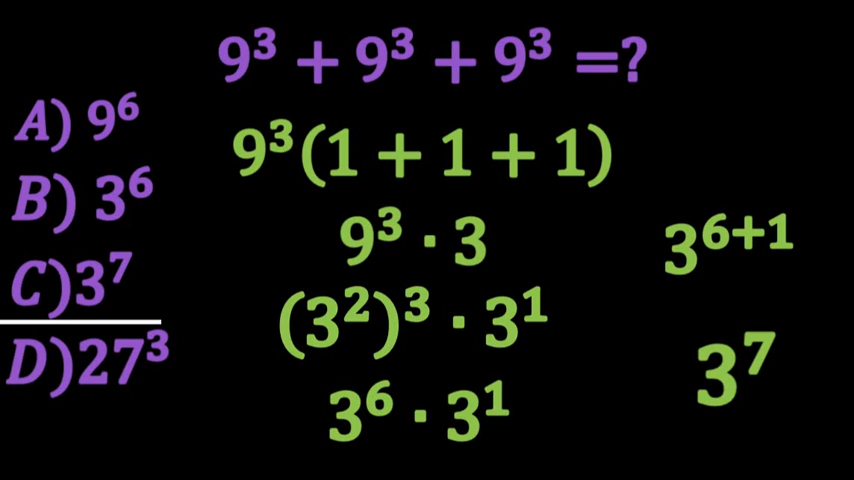 9³ + 9³ + 9³ =?
A) 9⁶
B) 3⁶
C)3⁷
D)27³
9³(1 + 1 + 1)
9³ · 3
(3²)³ · 3¹
3⁶ · 3¹
3⁶⁺¹
3⁷